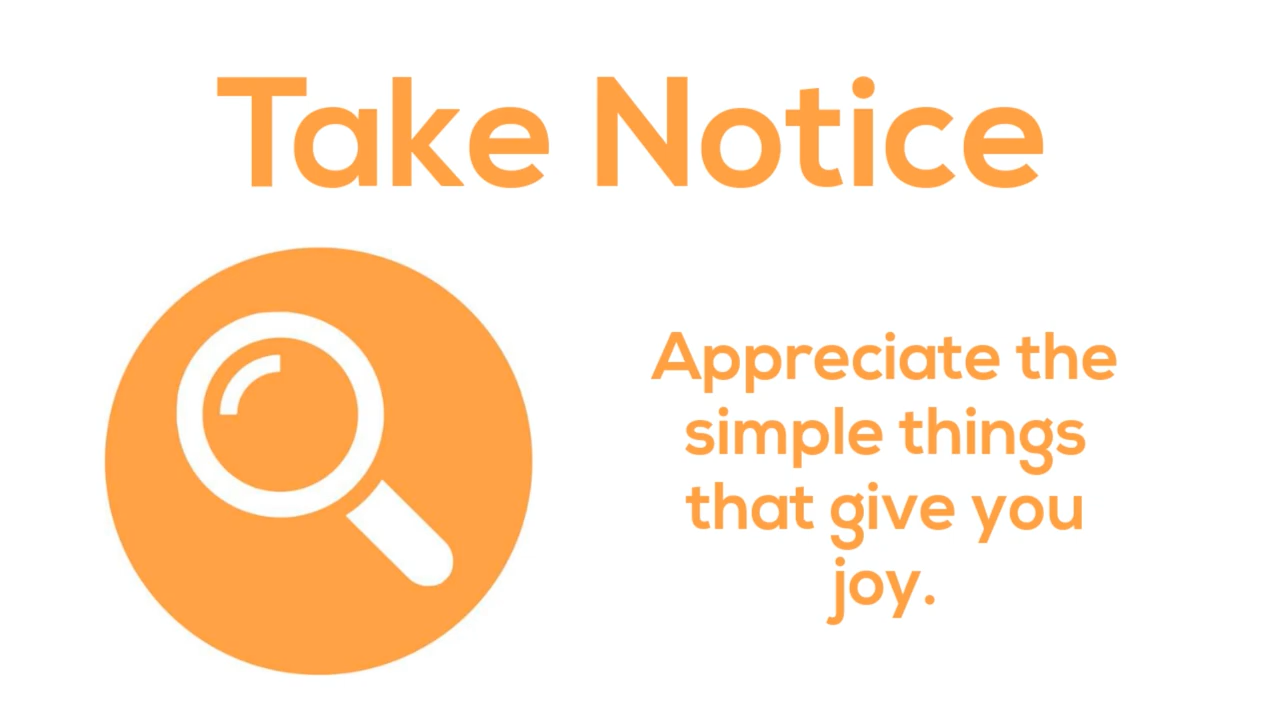 Take Notice
Appreciate the
simple things
that give you
joy.